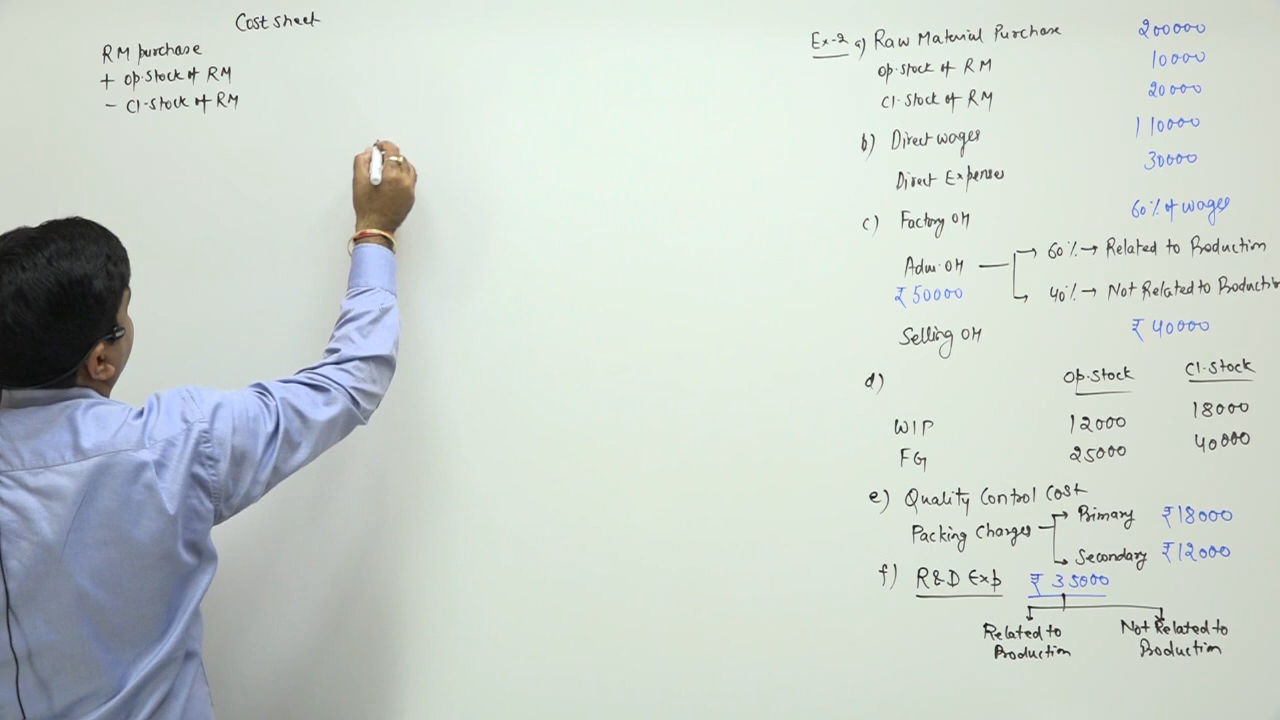 Cost sheet
RM purchase
+ Op.stock of RM
- Cl-stock of RM
Ex-2 a) Raw Material Purchase 200000
Op.stock of RM 10000
Cl.stock of RM 20000
b) Direct wages 110000
Direct Expenses 30000
c) Factory OH 60% of wages
Adm.OH → 60% → Related to Production
₹50000 → 40% → Not Related to Production
Selling OH ₹40000
d) Op.stock Cl.stock
WIP 12000 18000
FG 25000 40000
e) Quality Control Cost
Packing Charges → Primary ₹18000
→ Secondary ₹12000
f) R&D Exp ₹35000
Related to Not Related to
Production Production